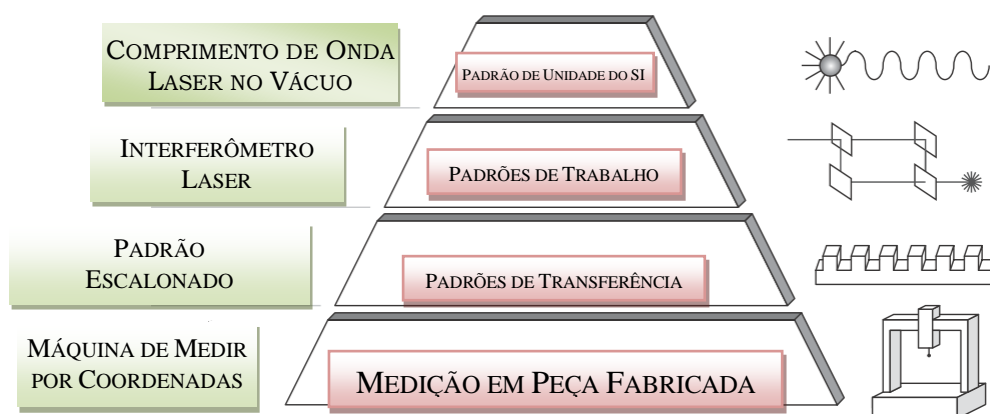 COMPRIMENTO DE ONDA
LASER NO VÁCUO
PADRÃO DE UNIDADE DO SI
INTERFERÔMETRO
LASER
PADRÕES DE TRABALHO
PADRÃO
ESCALONADO
PADRÕES DE TRANSFERÊNCIA
MÁQUINA DE MEDIR
POR COORDENADAS
MEDIÇÃO EM PEÇA FABRICADA